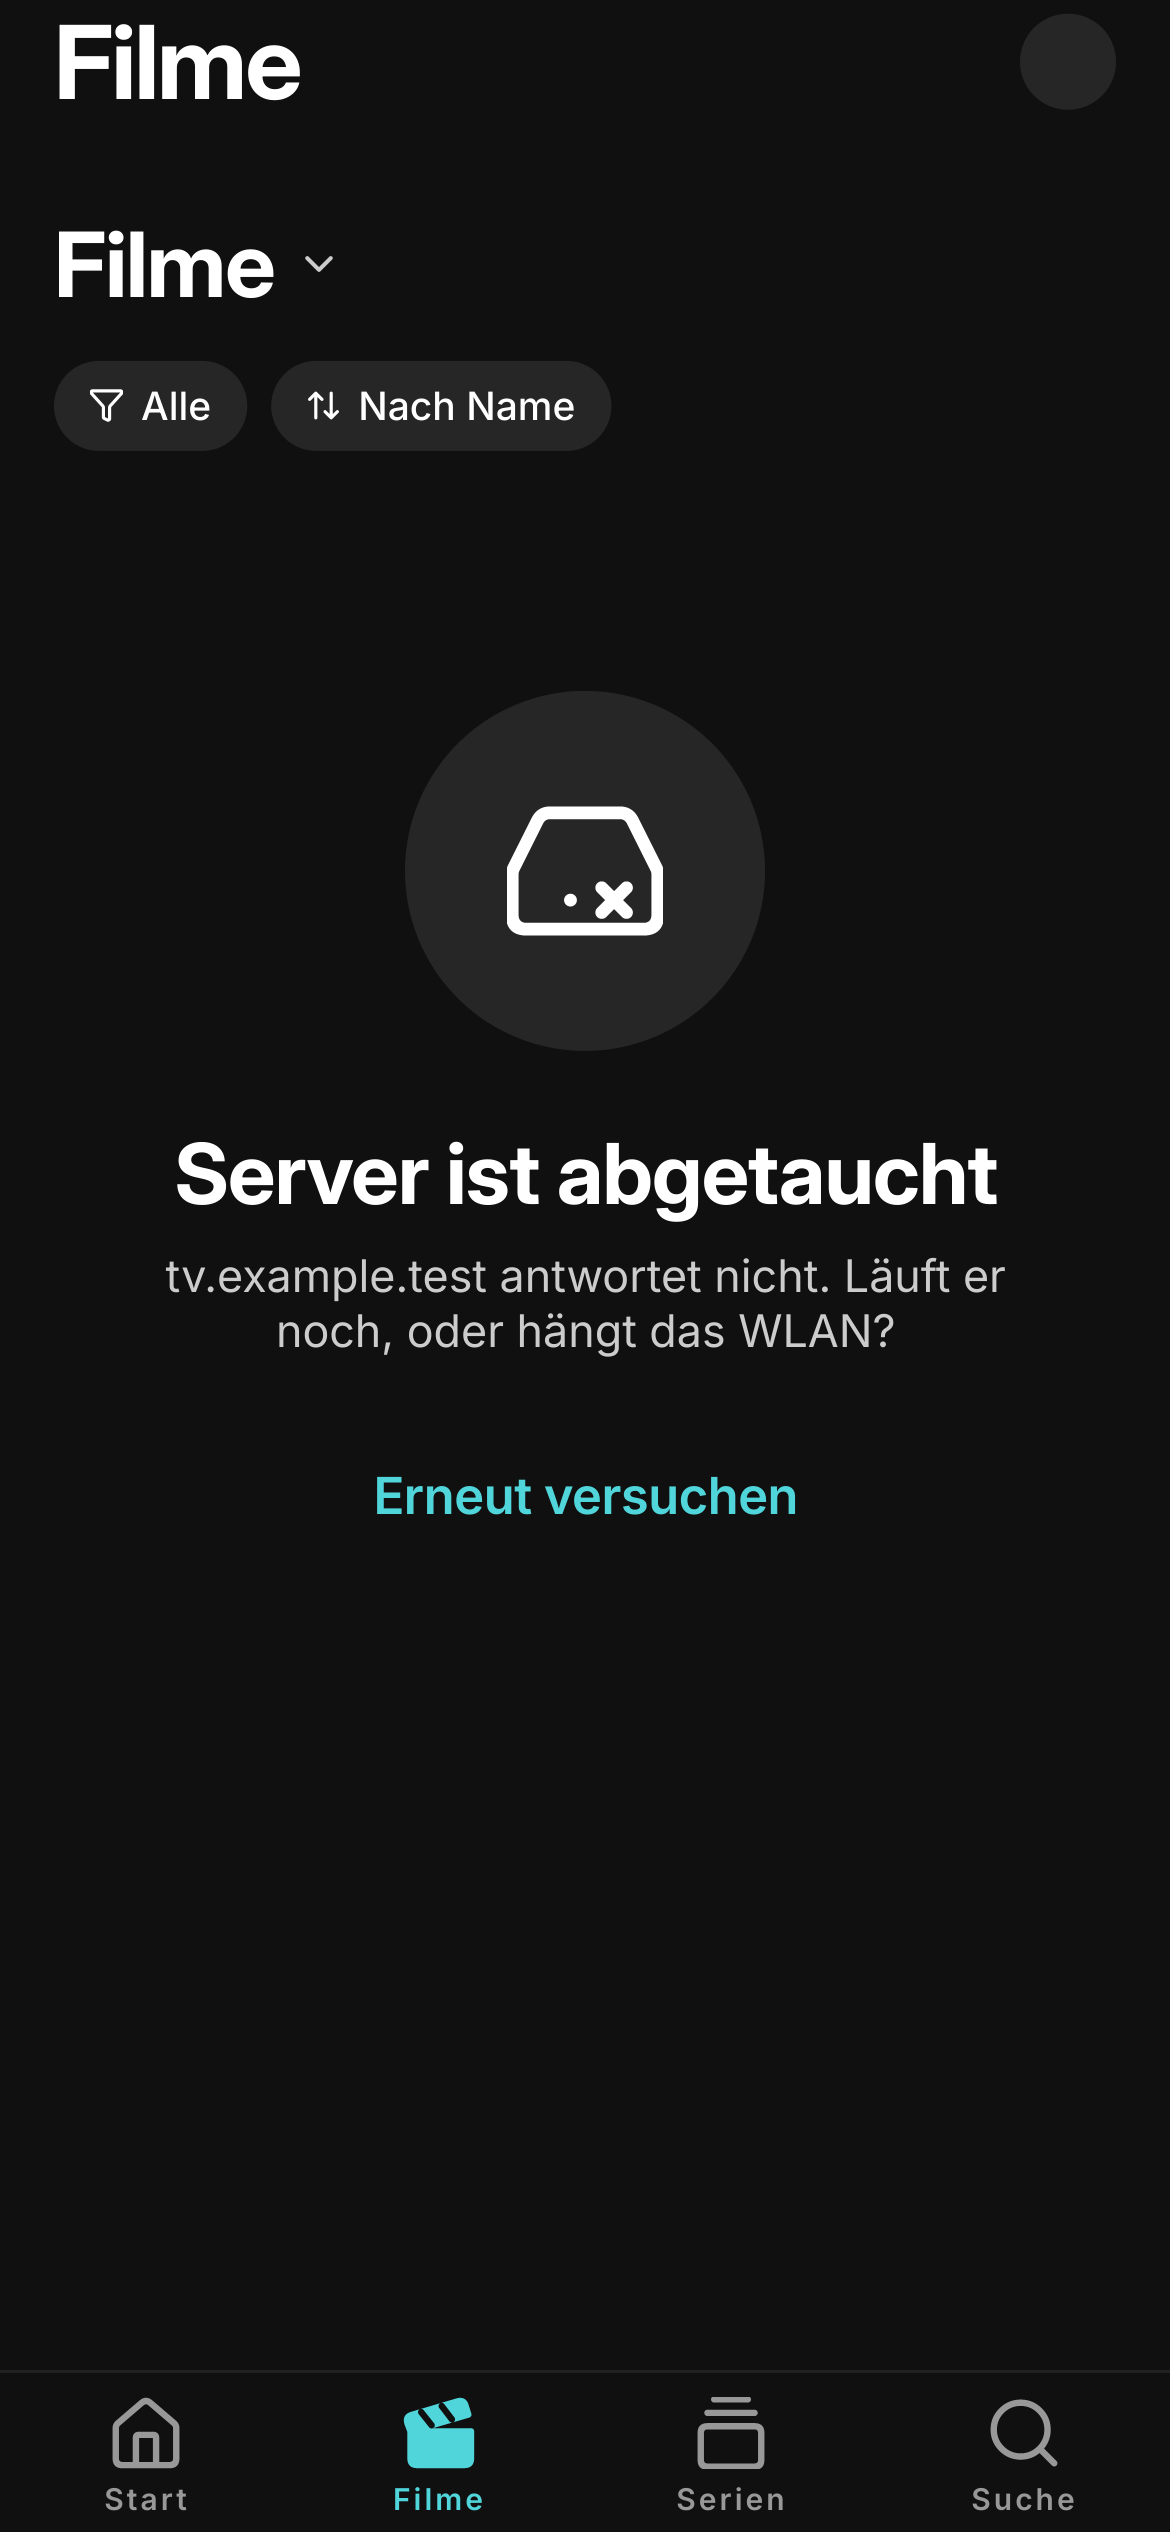 Filme
Filme
Alle
Nach Name
Server ist abgetaucht
tv.example.test antwortet nicht. Läuft er
noch, oder hängt das WLAN?
Erneut versuchen
Start
Filme
Serien
Suche